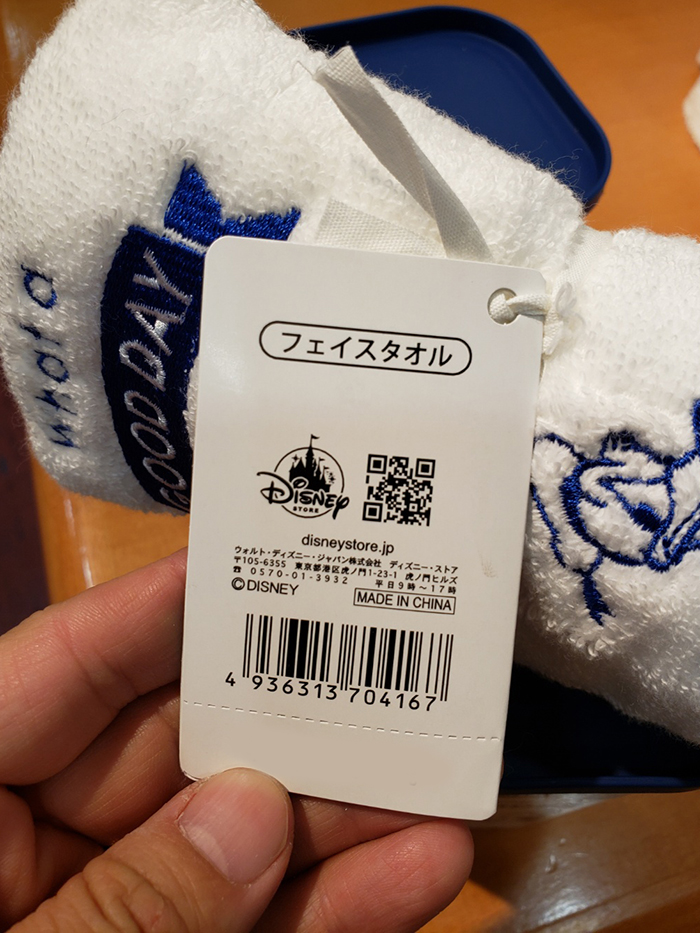 what a
GOOD DAY
フェイスタオル
Disney
STORE
disneystore.jp
ウォルト・ディズニー・ジャパン株式会社 ディズニー・ストア
〒105-6355 東京都港区虎ノ門1-23-1 虎ノ門ヒルズ
☎ 0570-01-3932 平日9時〜17時
©DISNEY
MADE IN CHINA
4 936313 704167